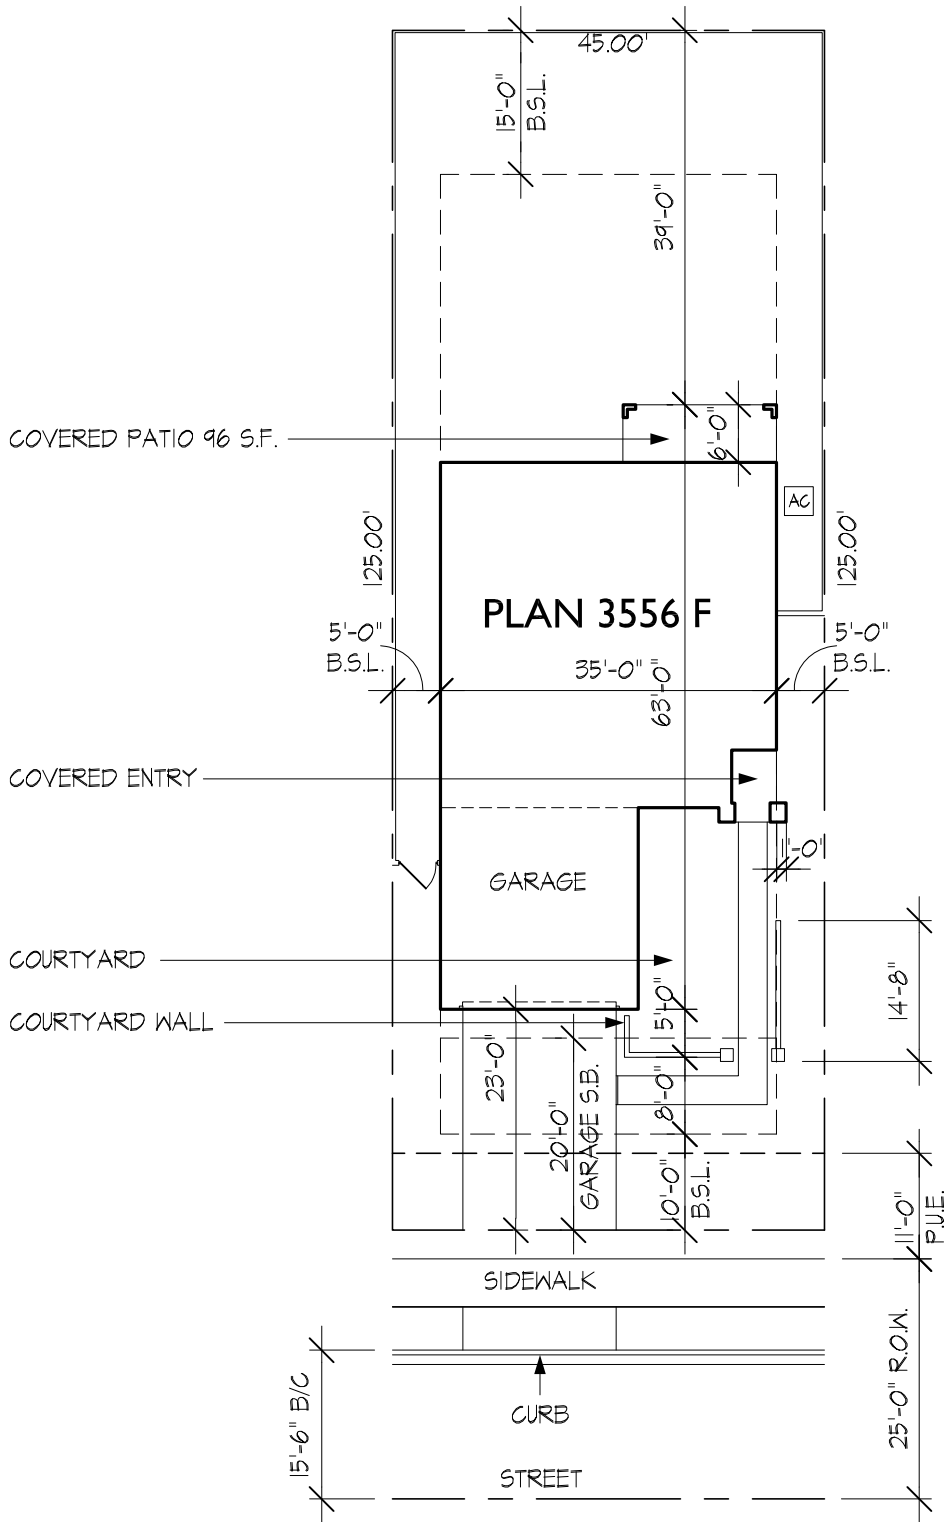 45.00'
15'-0"
B.S.L.
39'-0"
COVERED PATIO 96 S.F.
6'-0"
AC
125.00'
125.00'
PLAN 3556 F
5'-0"
B.S.L.
35'-0"
63'-0"
5'-0"
B.S.L.
COVERED ENTRY
1'-0"
GARAGE
COURTYARD
14'-8"
COURTYARD WALL
5'-0"
23'-0"
20'-0"
GARAGE S.B.
8'-0"
10'-0"
B.S.L.
11'-0"
P.U.E.
SIDEWALK
25'-0" R.O.W.
15'-6" B/C
CURB
STREET